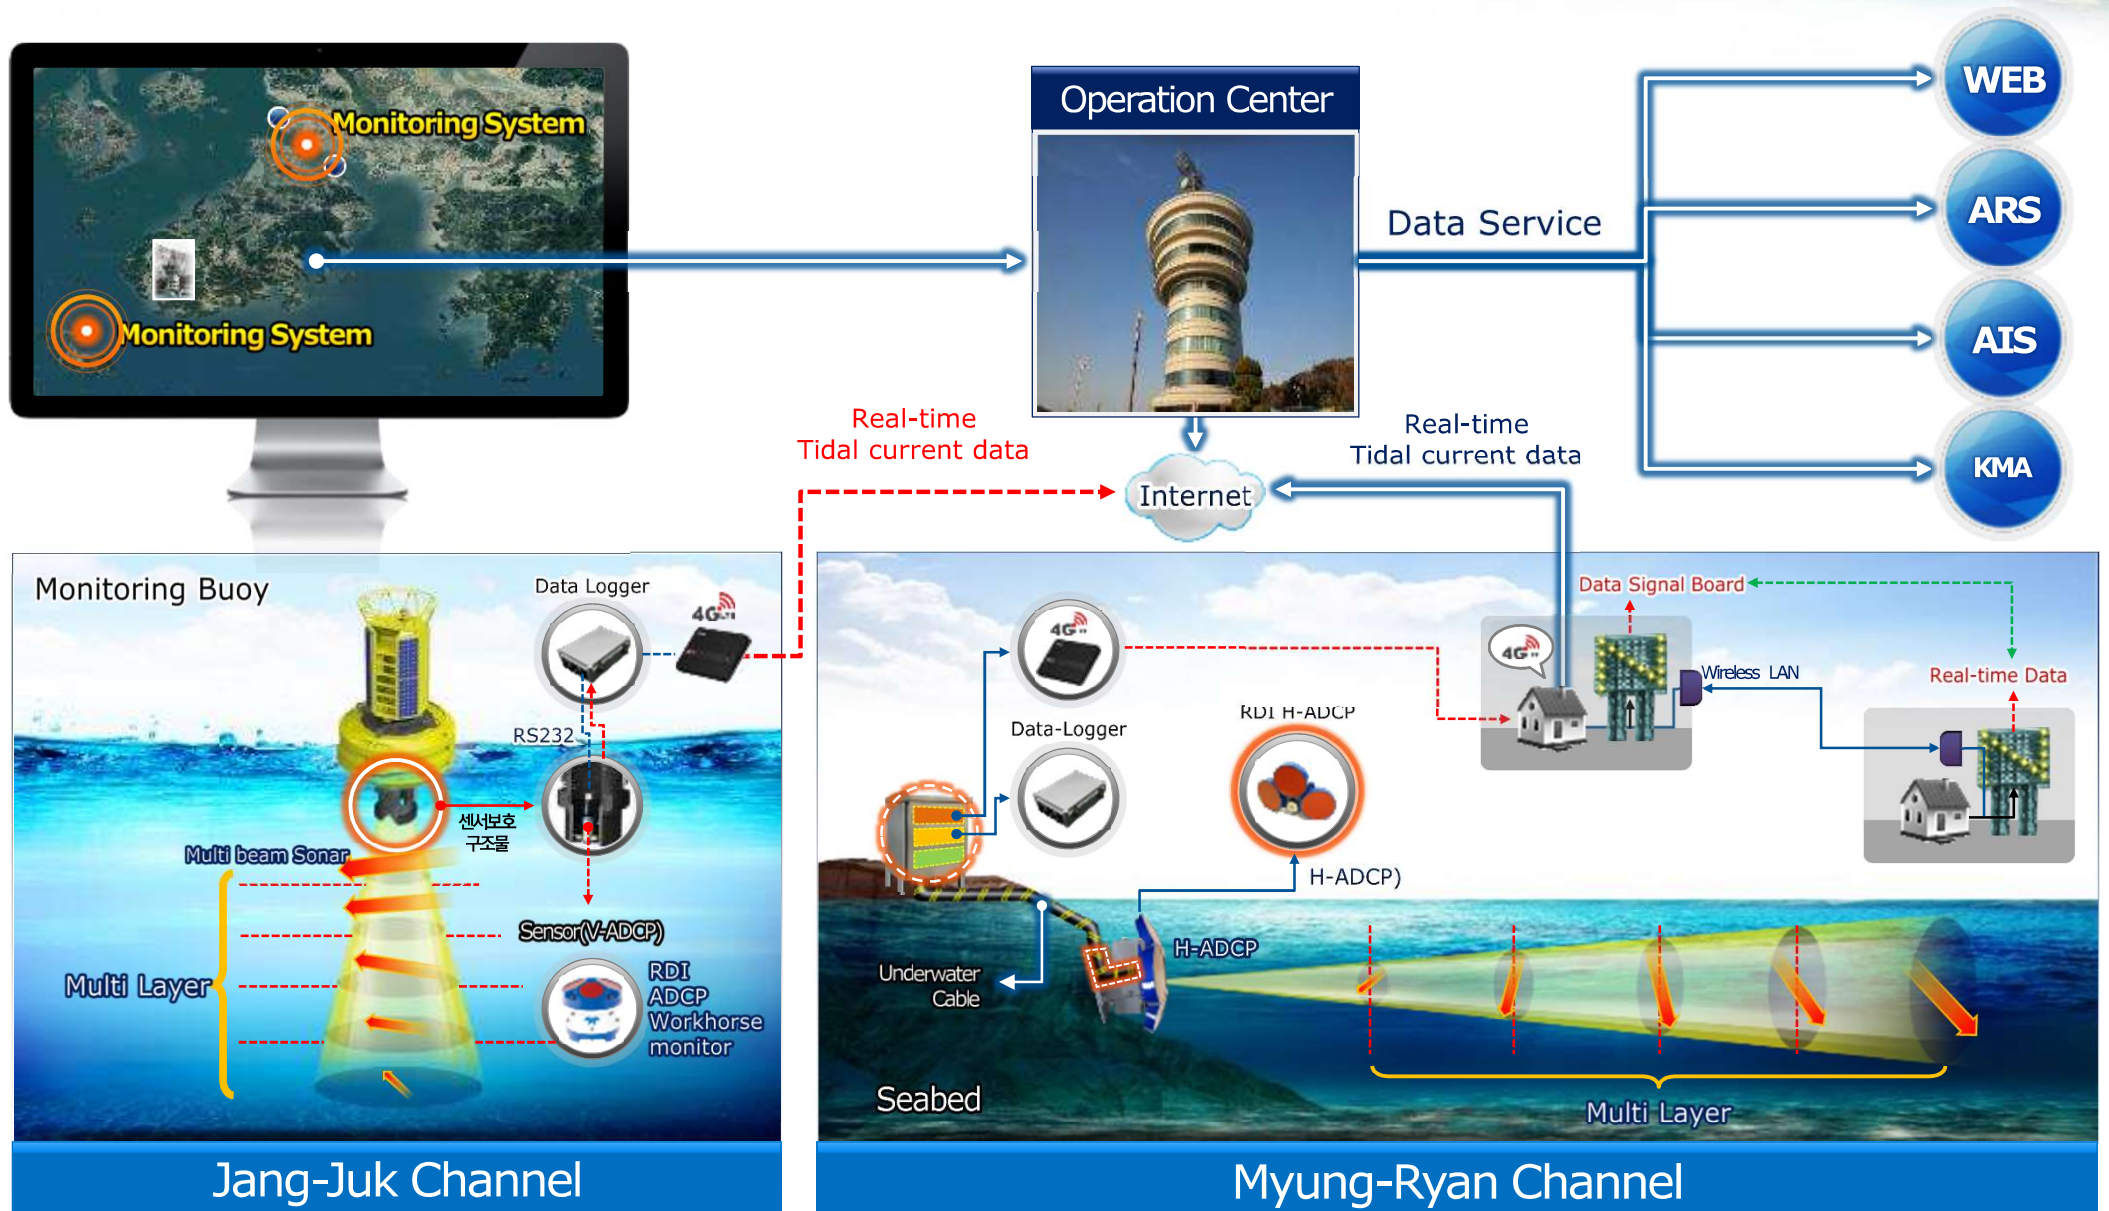 Monitoring System
Monitoring System
Operation Center
Data Service
WEB
ARS
AIS
KMA
Real-time
Tidal current data
Real-time
Tidal current data
Internet
Monitoring Buoy
Data Logger
4G
RS232
센서보호
구조물
Multi beam Sonar
Sensor(V-ADCP)
Multi Layer
RDI
ADCP
Workhorse
monitor
Jang-Juk Channel
4G
Data-Logger
RDI H-ADCP
H-ADCP)
Data Signal Board
4G
Wireless LAN
Real-time Data
H-ADCP
Underwater
Cable
Seabed
Multi Layer
Myung-Ryan Channel